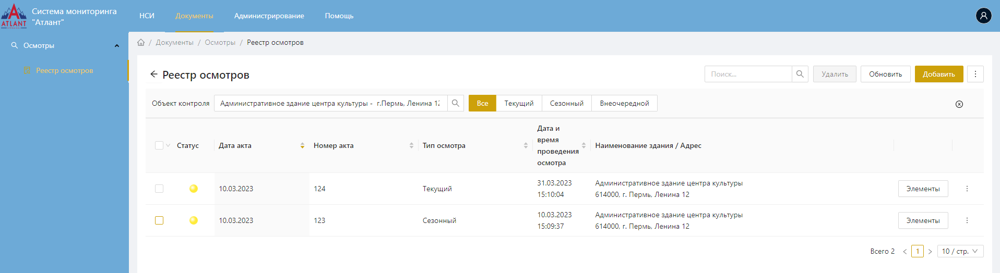 ATLANT
Система мониторинга
"Атлант"
НСИ
Документы
Администрирование
Помощь
Осмотры
Реестр осмотров
/ Документы / Осмотры / Реестр осмотров
Реестр осмотров
Поиск...
Удалить
Обновить
Добавить
Объект контроля
Административное здание центра культуры - г.Пермь, Ленина 12
Все
Текущий
Сезонный
Внеочередной
Статус
Дата акта
Номер акта
Тип осмотра
Дата и
время
проведения
осмотра
Наименование здания / Адрес
10.03.2023
124
Текущий
31.03.2023
15:10:04
Административное здание центра культуры
614000, г. Пермь, Ленина 12
Элементы
10.03.2023
123
Сезонный
10.03.2023
15:09:37
Административное здание центра культуры
614000, г. Пермь, Ленина 12
Элементы
Всего 2
1
10 / стр.